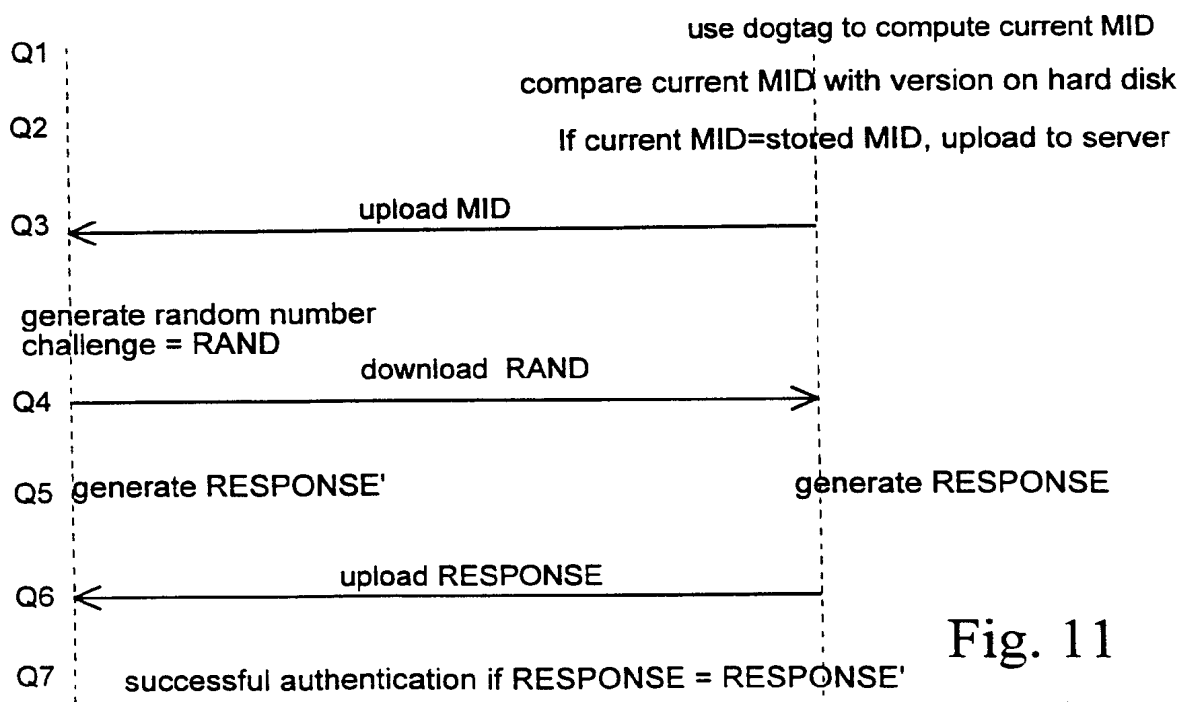 use dogtag to compute current MID
Q1
compare current MID with version on hard disk
Q2
If current MID=stored MID, upload to server
upload MID
Q3
generate random number
challenge = RAND
download RAND
Q4
Q5 generate RESPONSE' generate RESPONSE
upload RESPONSE
Q6
Fig. 11
Q7 successful authentication if RESPONSE = RESPONSE'